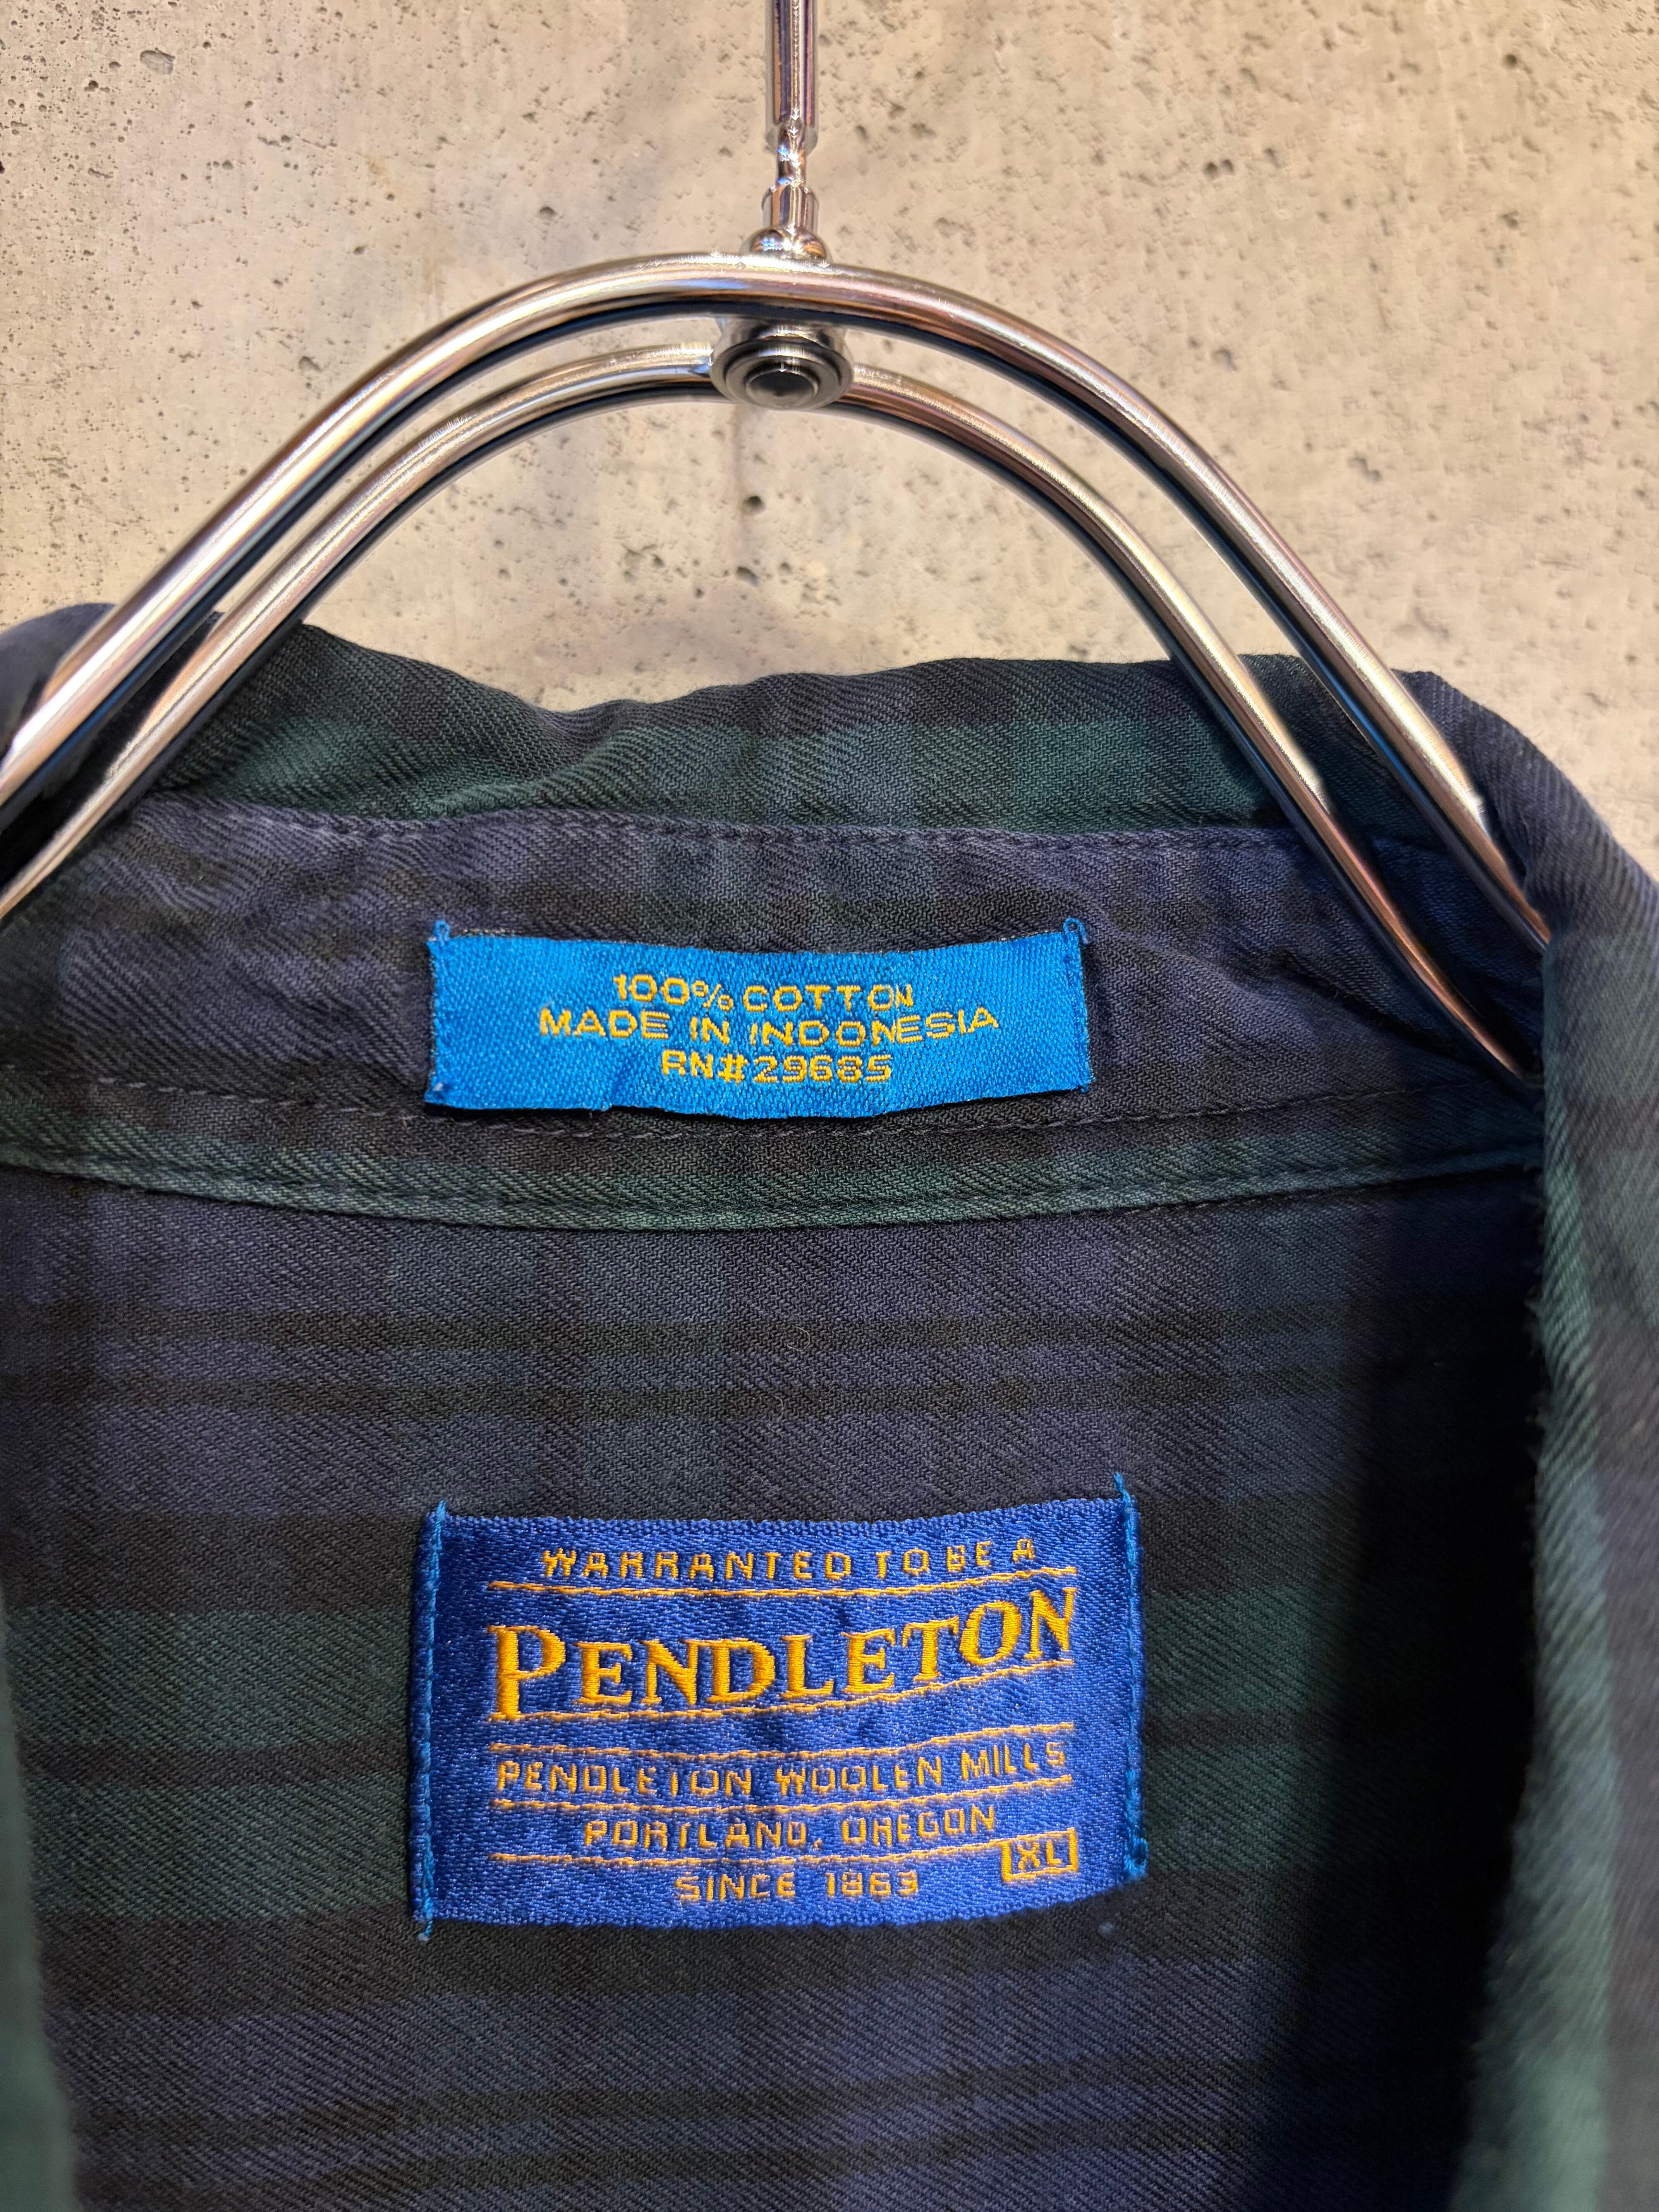 100% COTTON
MADE IN INDONESIA
RN#29685
WARRANTED TO BE A
PENDLETON
PENDLETON WOOLEN MILLS
PORTLAND, OREGON
SINCE 1863
XL